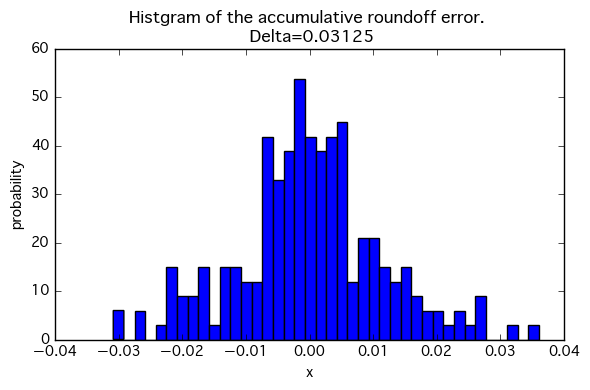 Histgram of the accumulative roundoff error.
Delta=0.03125
probability
60
50
40
30
20
10
0
−0.04 −0.03 −0.02 −0.01 0.00 0.01 0.02 0.03 0.04
x